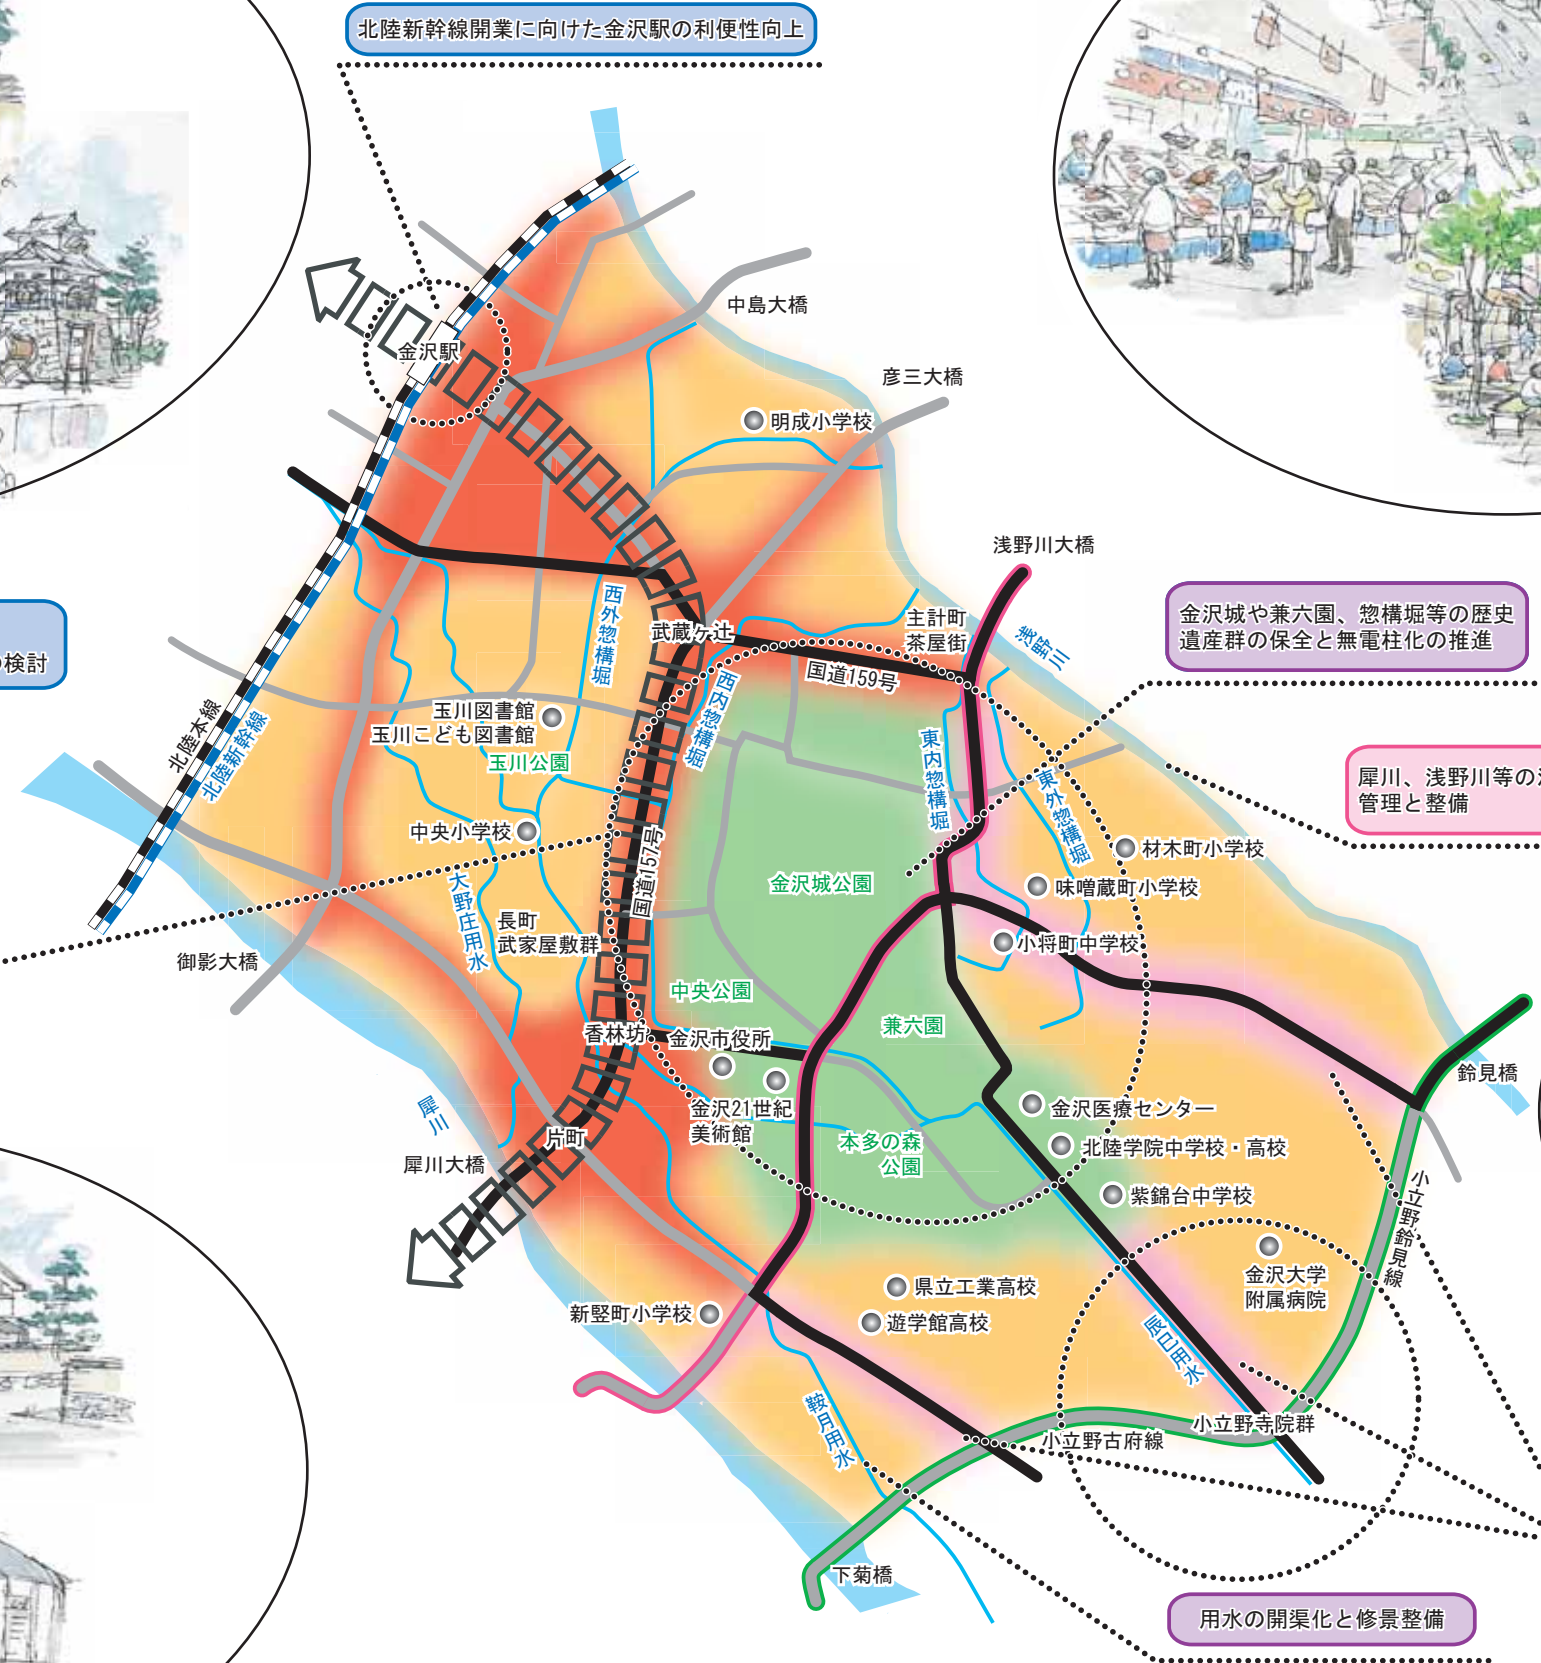 北陸新幹線開業に向けた金沢駅の利便性向上
中島大橋
金沢駅
彦三大橋
明成小学校
浅野川大橋
金沢城や兼六園、惣構堀等の歴史
遺産群の保全と無電柱化の推進
西外惣構堀
主計町
茶屋街
武蔵ヶ辻
浅野川
の検討
国道159号
西内惣構堀
玉川図書館
玉川こども図書館
北陸本線
北陸新幹線
玉川公園
東内惣構堀
東外惣構堀
犀川、浅野川等の
管理と整備
中央小学校
国道157号
材木町小学校
金沢城公園
味噌蔵町小学校
大野庄用水
長町
武家屋敷群
小将町中学校
御影大橋
中央公園
兼六園
香林坊
金沢市役所
鈴見橋
犀川
金沢21世紀
美術館
金沢医療センター
片町
本多の森
公園
北陸学院中学校・高校
犀川大橋
紫錦台中学校
小立野鈴見線
金沢大学
附属病院
県立工業高校
新竪町小学校
遊学館高校
辰巳用水
鞍月用水
小立野寺院群
小立野古府線
下菊橋
用水の開渠化と修景整備